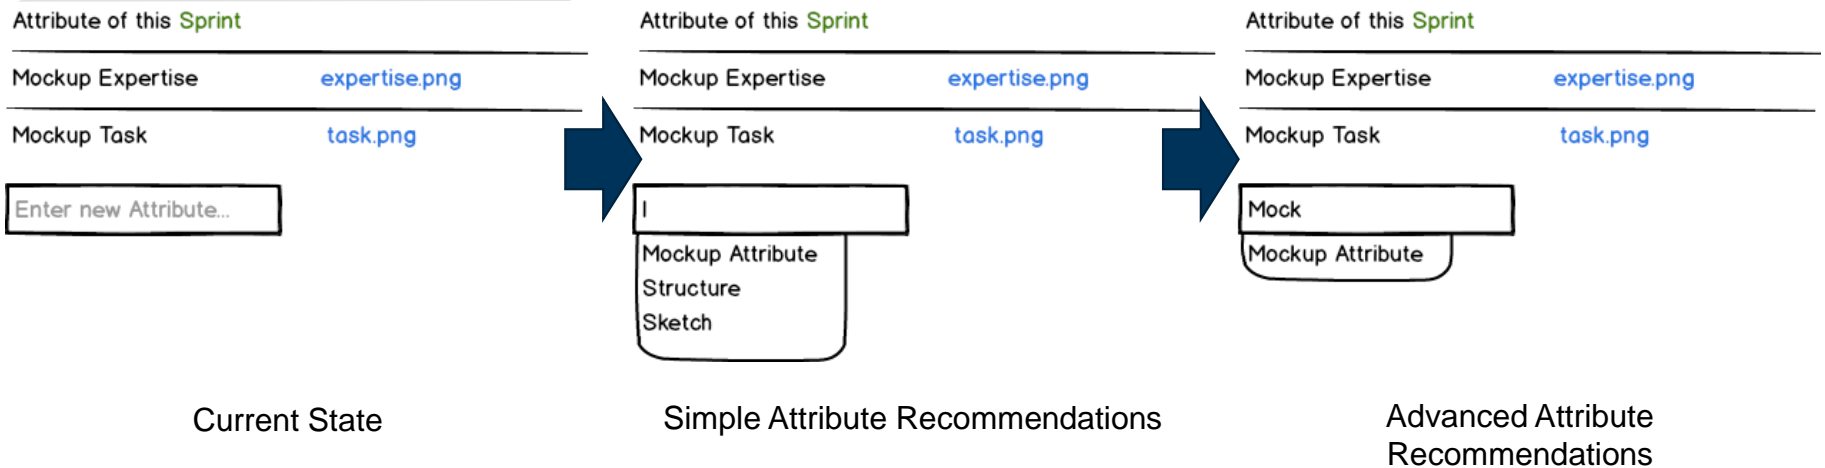 Attribute of this Sprint
Mockup Expertise expertise.png
Mockup Task task.png
Enter new Attribute...
Current State
Attribute of this Sprint
Mockup Expertise expertise.png
Mockup Task task.png
Mockup Attribute
Structure
Sketch
Simple Attribute Recommendations
Attribute of this Sprint
Mockup Expertise expertise.png
Mockup Task task.png
Mock
Mockup Attribute
Advanced Attribute
Recommendations